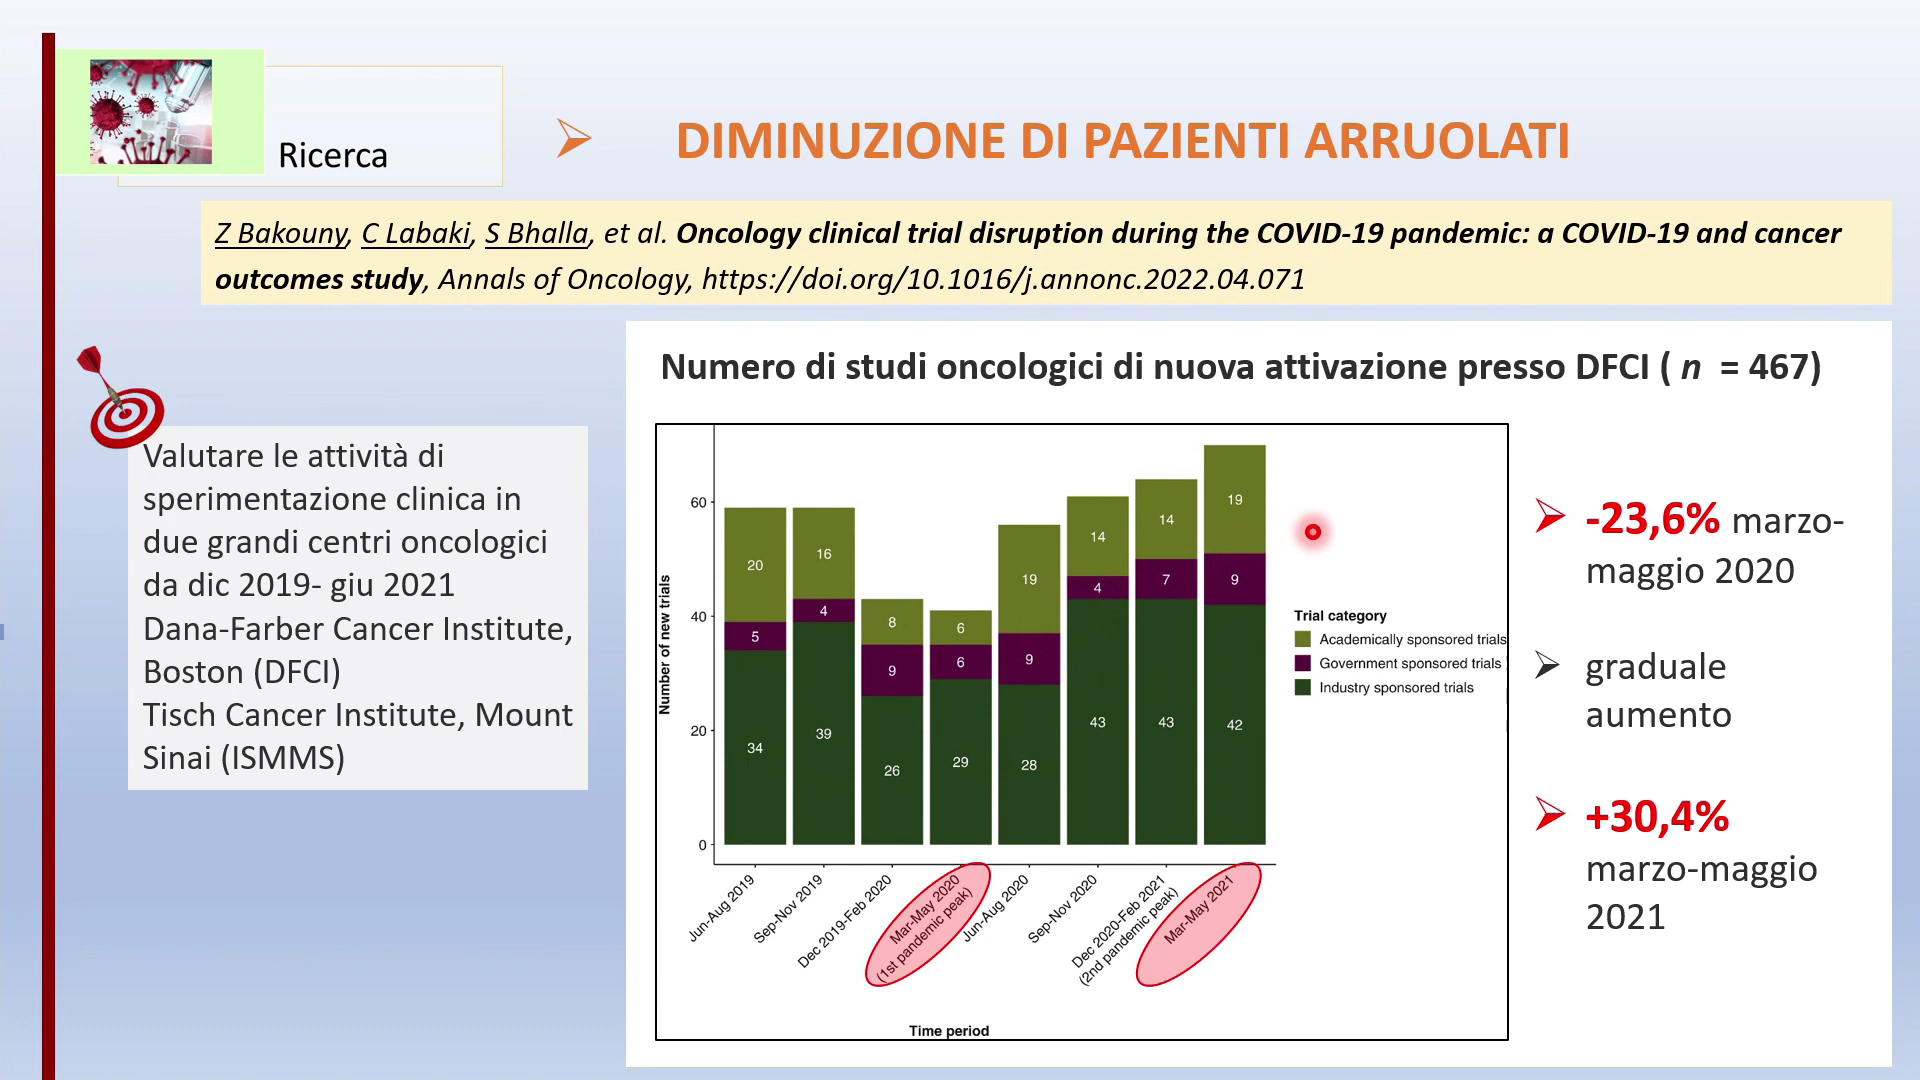 Ricerca
DIMINUZIONE DI PAZIENTI ARRUOLATI
Z Bakouny, C Labaki, S Bhalla, et al. Oncology clinical trial disruption during the COVID-19 pandemic: a COVID-19 and cancer
outcomes study, Annals of Oncology, https://doi.org/10.1016/j.annonc.2022.04.071
Valutare le attività di
sperimentazione clinica in
due grandi centri oncologici
da dic 2019- giu 2021
Dana-Farber Cancer Institute,
Boston (DFCI)
Tisch Cancer Institute, Mount
Sinai (ISMMS)
Numero di studi oncologici di nuova attivazione presso DFCI ( n = 467)
Number of new trials
60
40
20
0
20
5
34
16
4
39
8
9
26
6
6
29
19
9
28
14
4
43
14
7
43
19
9
42
Jun-Aug 2019
Sep-Nov 2019
Dec 2019-Feb 2020
Mar-May 2020
(1st pandemic peak)
Jun-Aug 2020
Sep-Nov 2020
Dec 2020-Feb 2021
(2nd pandemic peak)
Mar-May 2021
Time period
Trial category
Academically sponsored trials
Government sponsored trials
Industry sponsored trials
-23,6% marzo-
maggio 2020
graduale
aumento
+30,4%
marzo-maggio
2021